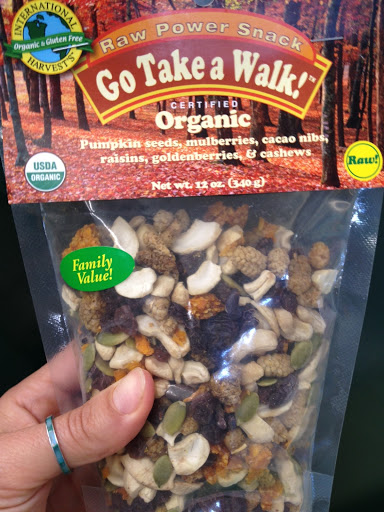 INTERNATIONAL
Organic & Gluten Free
HARVEST'S
Raw Power Snack
Go Take a Walk!™
CERTIFIED
Organic
Pumpkin seeds, mulberries, cacao nibs,
raisins, goldenberries, & cashews
Net wt. 12 oz. (340 g)
USDA
ORGANIC
Raw!
Family
Value!